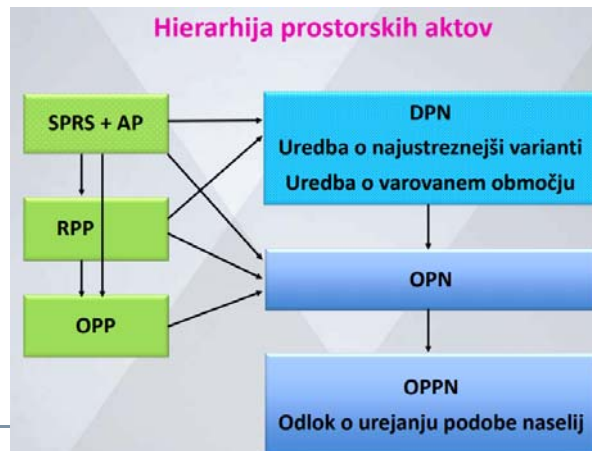 Hierarhija prostorskih aktov
SPRS + AP
RPP
OPP
DPN
Uredba o najustreznejši varianti
Uredba o varovanem območju
OPN
OPPN
Odlok o urejanju podobe naselij